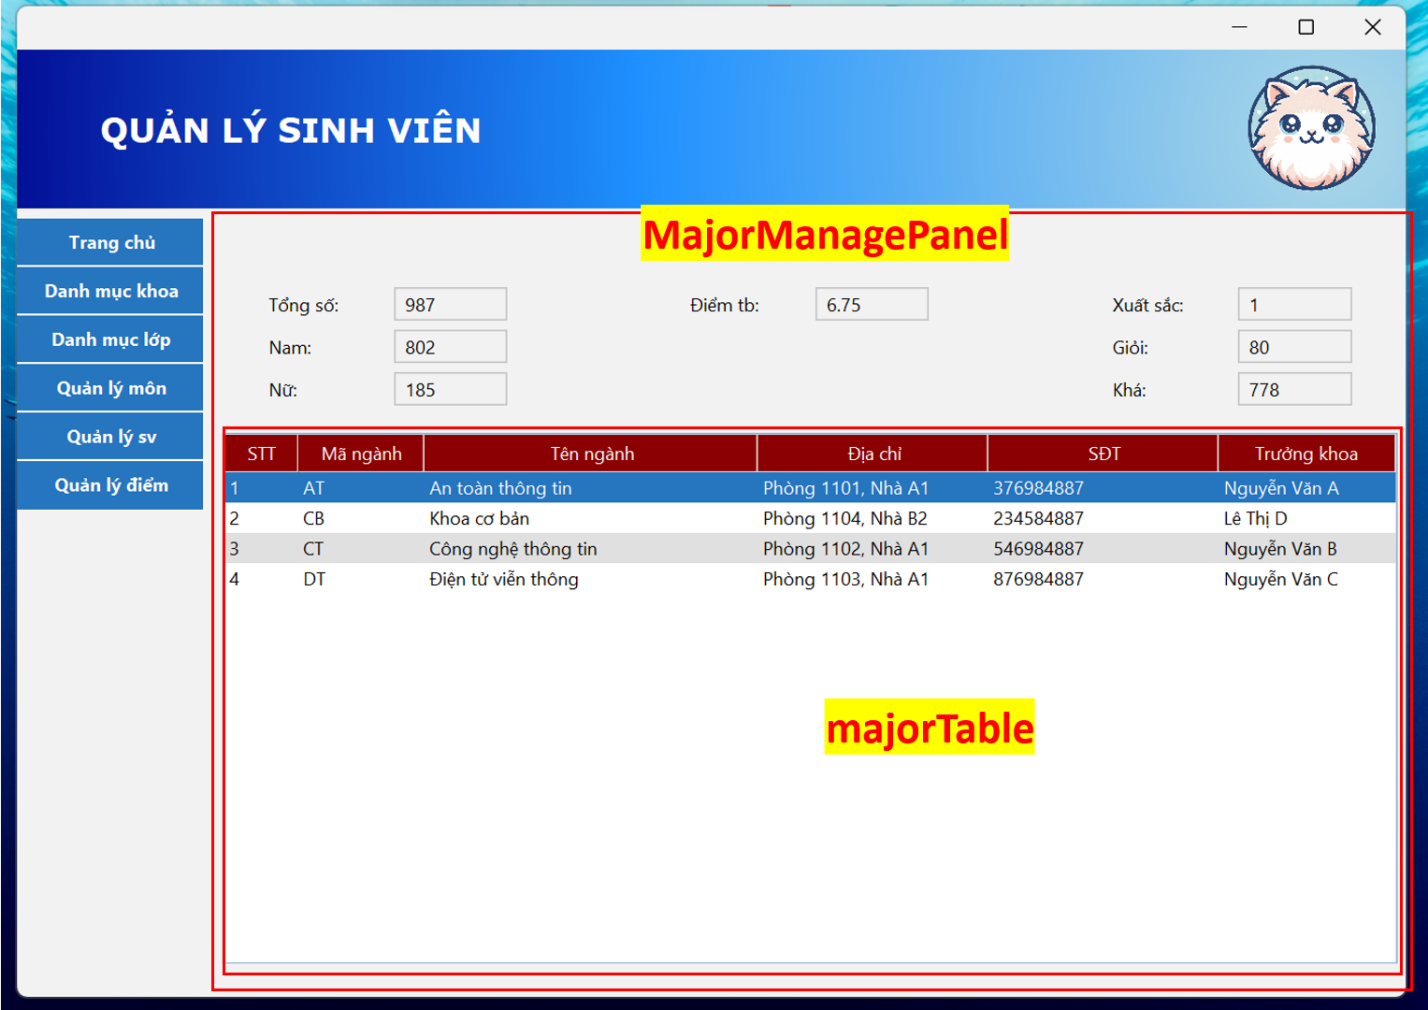 QUẢN LÝ SINH VIÊN
MajorManagePanel
Trang chủ
Danh mục khoa
Danh mục lớp
Quản lý môn
Quản lý sv
Quản lý điểm
Tổng số: 987 Điểm tb: 6.75 Xuất sắc: 1
Nam: 802 Giỏi: 80
Nữ: 185 Khá: 778
STT Mã ngành Tên ngành Địa chỉ SĐT Trưởng khoa
1 AT An toàn thông tin Phòng 1101, Nhà A1 376984887 Nguyễn Văn A
2 CB Khoa cơ bản Phòng 1104, Nhà B2 234584887 Lê Thị D
3 CT Công nghệ thông tin Phòng 1102, Nhà A1 546984887 Nguyễn Văn B
4 DT Điện tử viễn thông Phòng 1103, Nhà A1 876984887 Nguyễn Văn C
majorTable